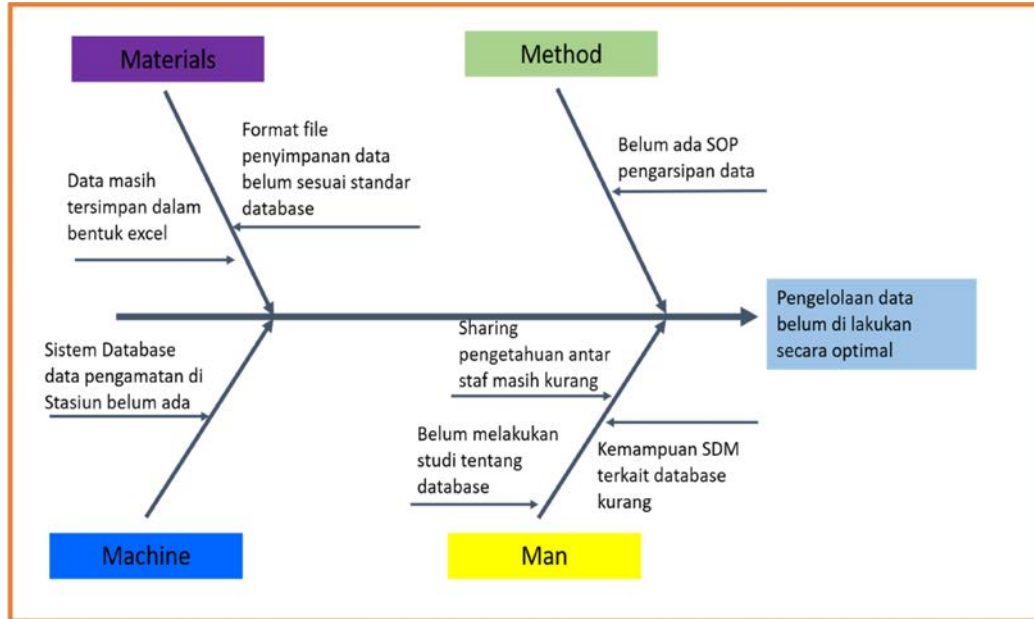 Materials
Method
Format file
penyimpanan data
belum sesuai standar
database
Data masih
tersimpan dalam
bentuk excel
Belum ada SOP
pengarsipan data
Pengelolaan data
belum di lakukan
secara optimal
Sistem Database
data pengamatan di
Stasiun belum ada
Sharing
pengetahuan antar
staf masih kurang
Belum melakukan
studi tentang
database
Kemampuan SDM
terkait database
kurang
Machine
Man